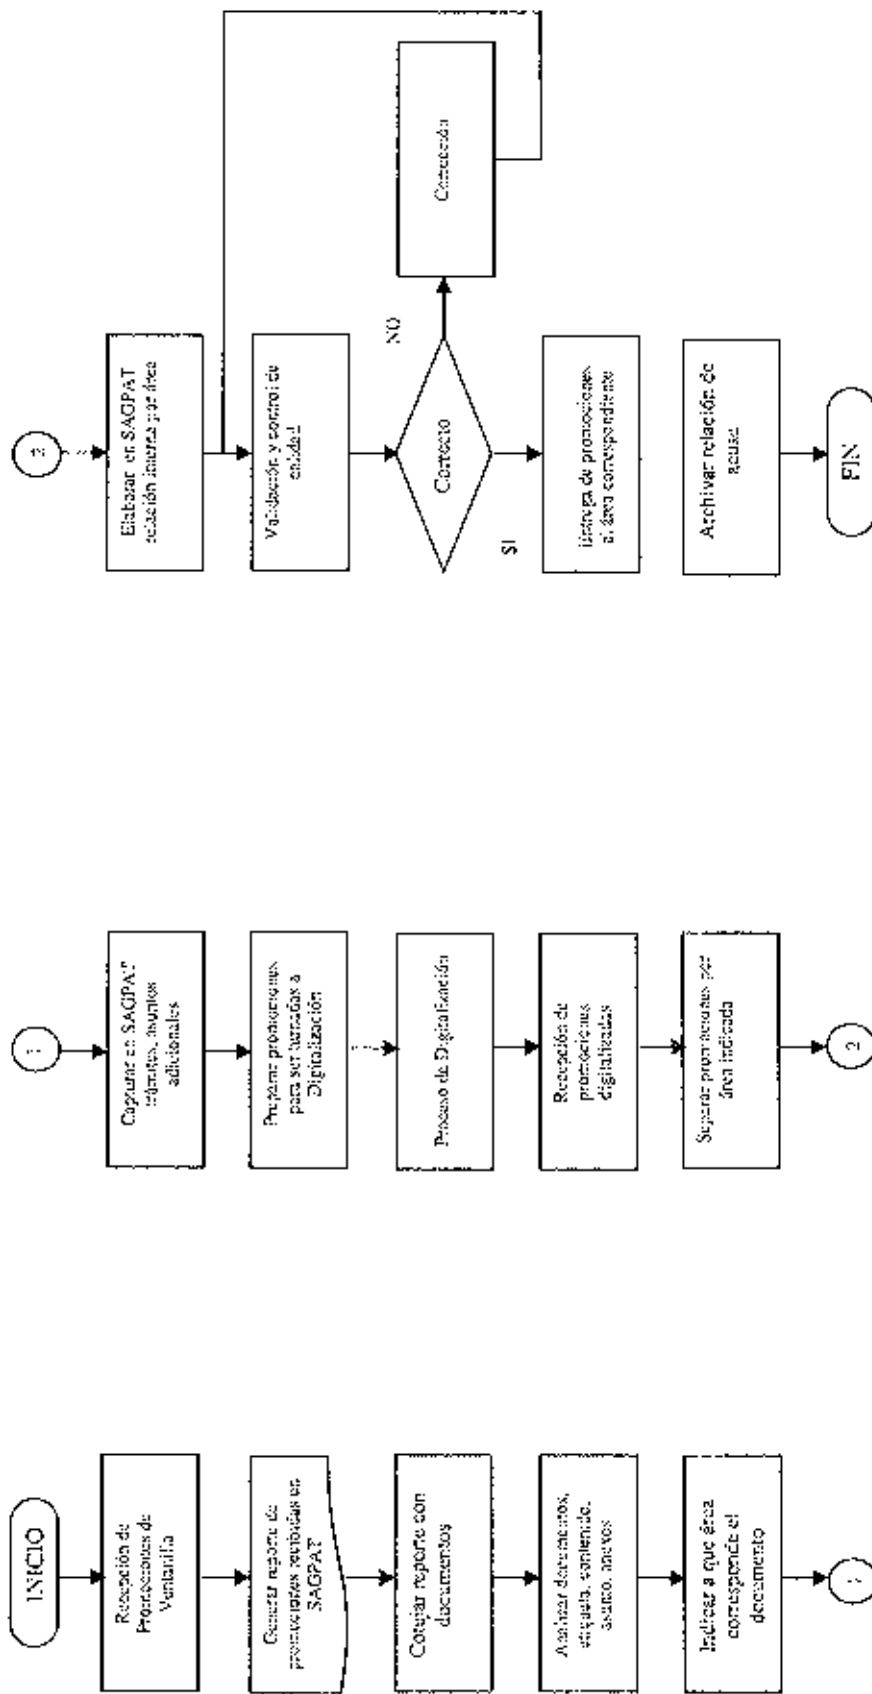 INICIO
Recepción de
Promociones de
Ventanilla
Generar reporte de
promociones recibidas en
SAGPAT
Cotejar reporte con
documentos
Analizar documentos,
etiqueta, contenido,
asunto, anexos
Indicar a que área
corresponde el
documento
1
1
Capturar en SAGPAT
trámites, asuntos
adicionales
Preparar promociones
para ser turnadas a
Digitalización
Proceso de Digitalización
Recepción de
promociones
digitalizadas
Separar promociones por
área indicada
2
2
Elaborar en SAGPAT
relación interna por área
Validación y control de
calidad
Correcto
NO
Corrección
SI
Entrega de promociones
al área correspondiente
Archivar relación de
acuse
FIN